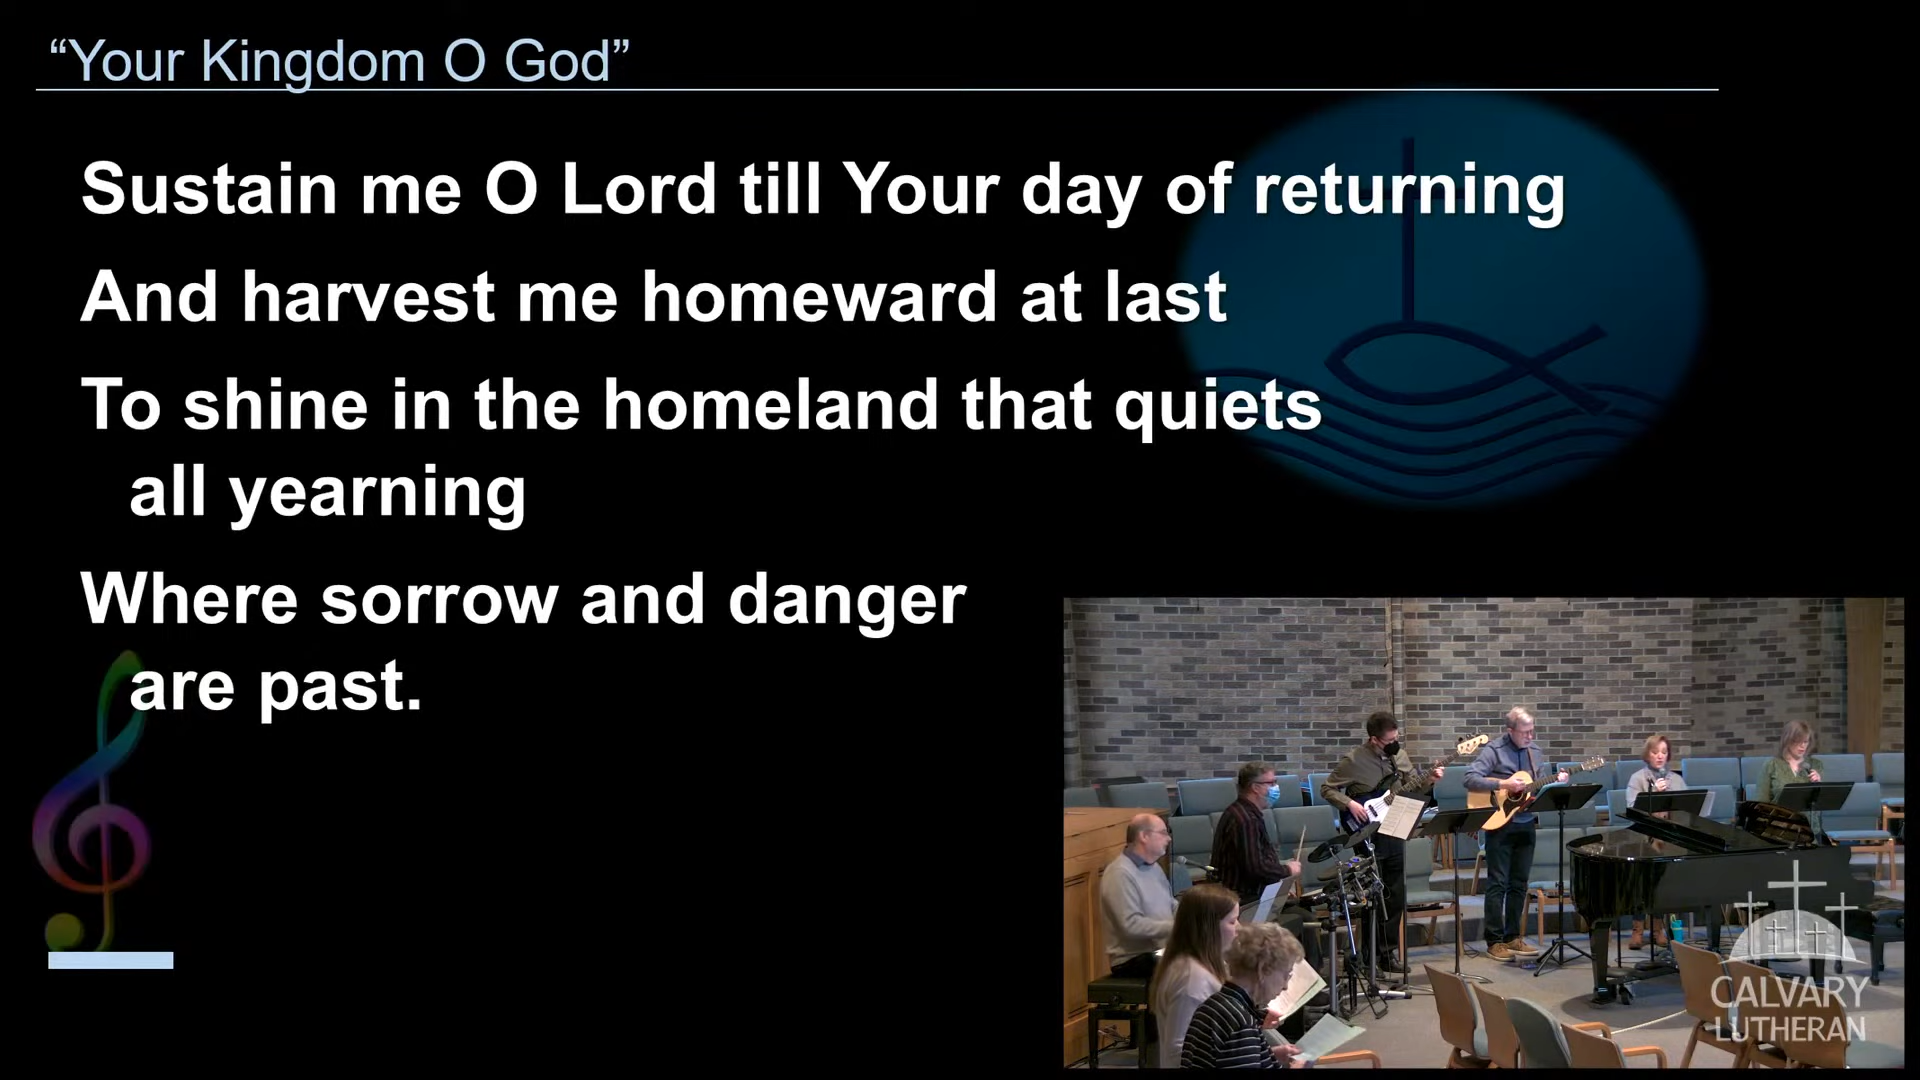 “Your Kingdom O God”
Sustain me O Lord till Your day of returning
And harvest me homeward at last
To shine in the homeland that quiets
all yearning
Where sorrow and danger
are past.
CALVARY
LUTHERAN